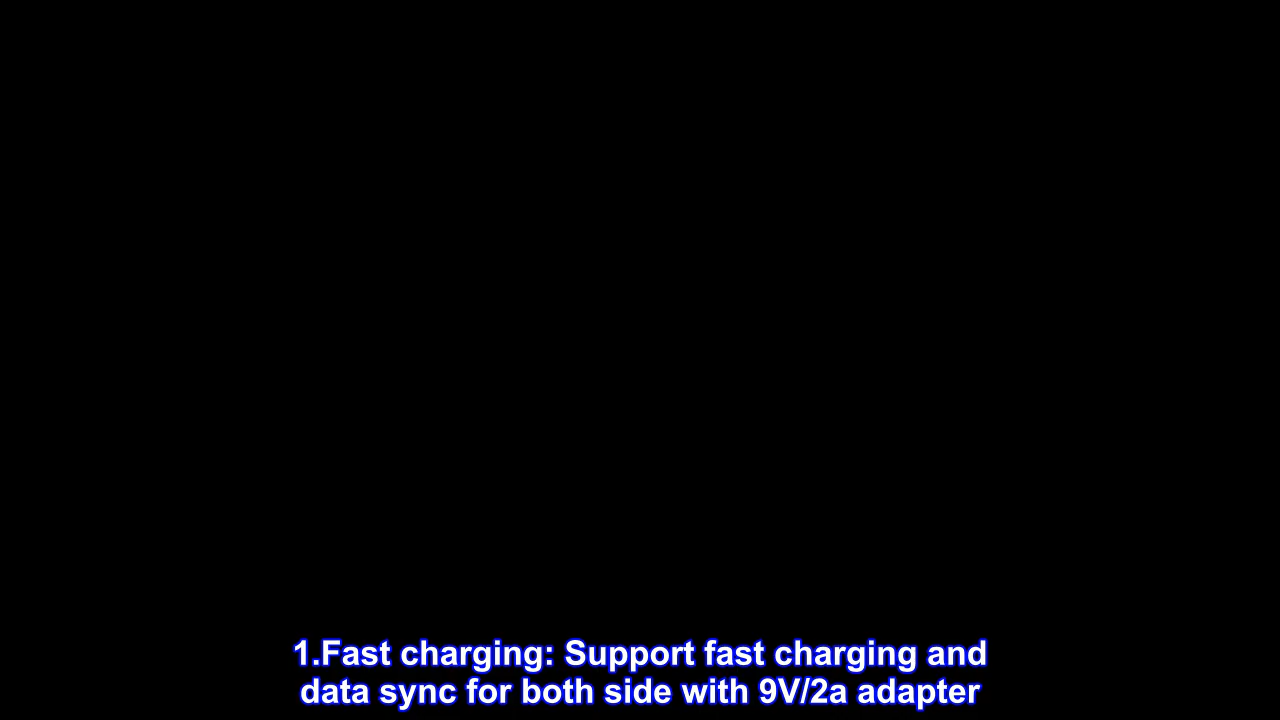 1.Fast charging: Support fast charging and
data sync for both side with 9V/2a adapter